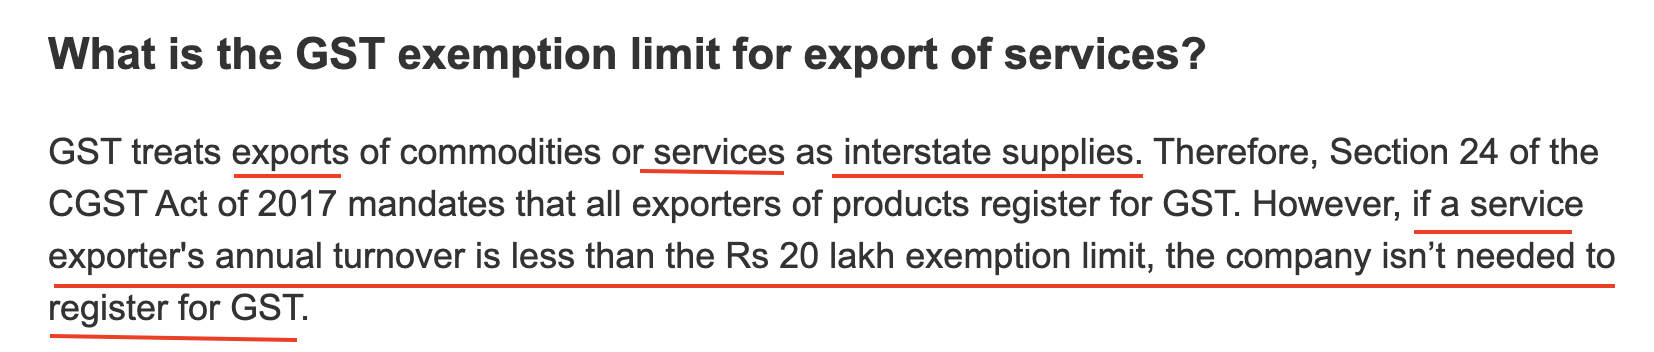 What is the GST exemption limit for export of services?
GST treats exports of commodities or services as interstate supplies. Therefore, Section 24 of the
CGST Act of 2017 mandates that all exporters of products register for GST. However, if a service
exporter's annual turnover is less than the Rs 20 lakh exemption limit, the company isn’t needed to
register for GST.